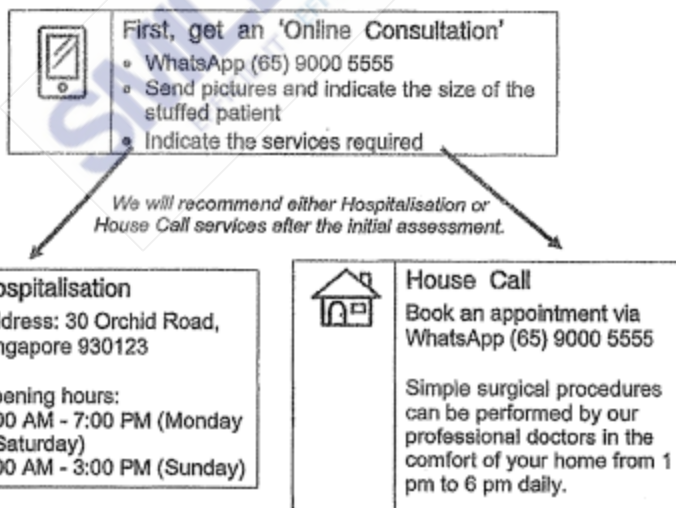 First, get an 'Online Consultation'
• WhatsApp (65) 9000 5555
• Send pictures and indicate the size of the
stuffed patient
• Indicate the services required
We will recommend either Hospitalisation or
House Call services after the initial assessment.
ospitalisation
dress: 30 Orchid Road,
ngapore 930123
ening hours:
00 AM - 7:00 PM (Monday
Saturday)
00 AM - 3:00 PM (Sunday)
House Call
Book an appointment via
WhatsApp (65) 9000 5555
Simple surgical procedures
can be performed by our
professional doctors in the
comfort of your home from 1
pm to 6 pm daily.